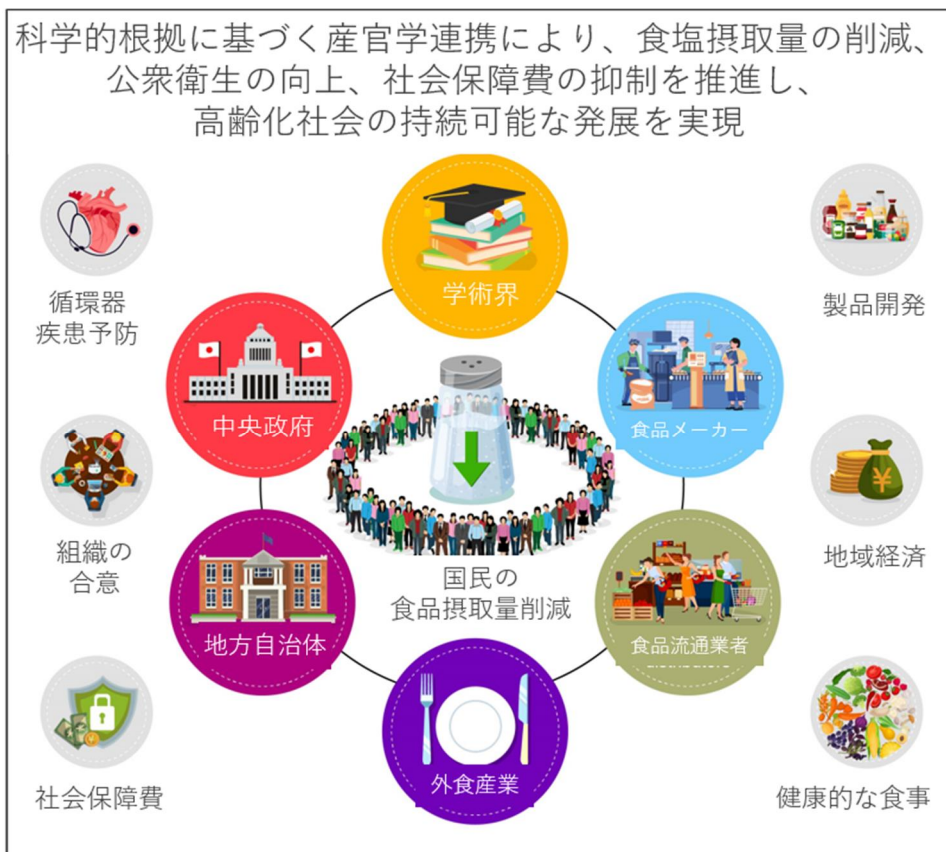 科学的根拠に基づく産官学連携により、食塩摂取量の削減、
公衆衛生の向上、社会保障費の抑制を推進し、
高齢化社会の持続可能な発展を実現
学術界
循環器
疾患予防
製品開発
中央政府
食品メーカー
組織の
合意
地域経済
国民の
食品摂取量削減
地方自治体
食品流通業者
社会保障費
外食産業
健康的な食事
¥